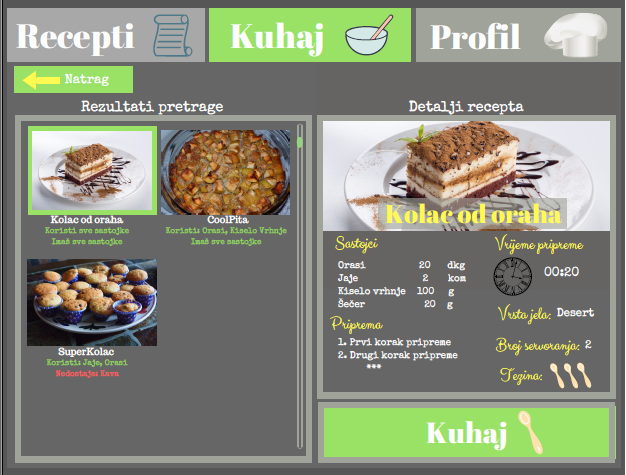 Recepti
Kuhaj
Profil
Natrag
Rezultati pretrage
Kolac od oraha
Koristi sve sastojke
Imaš sve sastojke
CoolPita
Koristi: Orasi, Kiselo Vrhnje
Imaš sve sastojke
SuperKolac
Koristi: Jaje, Orasi
Nedostaje: Kava
Detalji recepta
Kolac od oraha
Sastojci
Orasi 20 dkg
Jaje 2 kom
Kiselo vrhnje 100 g
Šećer 20 g
Priprema
1. Prvi korak pripreme
2. Drugi korak pripreme
***
Vrijeme pripreme
00:20
Vrsta jela: Desert
Broj serviranja: 2
Tezina:
Kuhaj